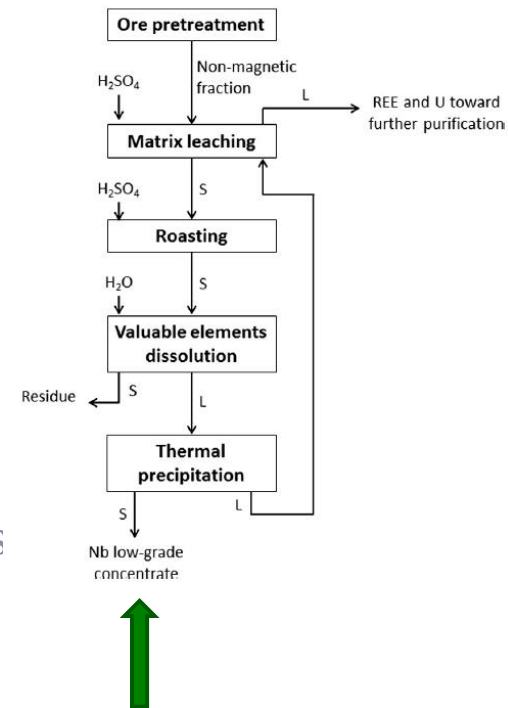 Ore pretreatment
Non-magnetic
fraction
H₂SO₄
L
REE and U toward
further purification
Matrix leaching
H₂SO₄
S
Roasting
H₂O
S
Valuable elements
dissolution
Residue
S
L
Thermal
precipitation
S
L
Nb low-grade
concentrate